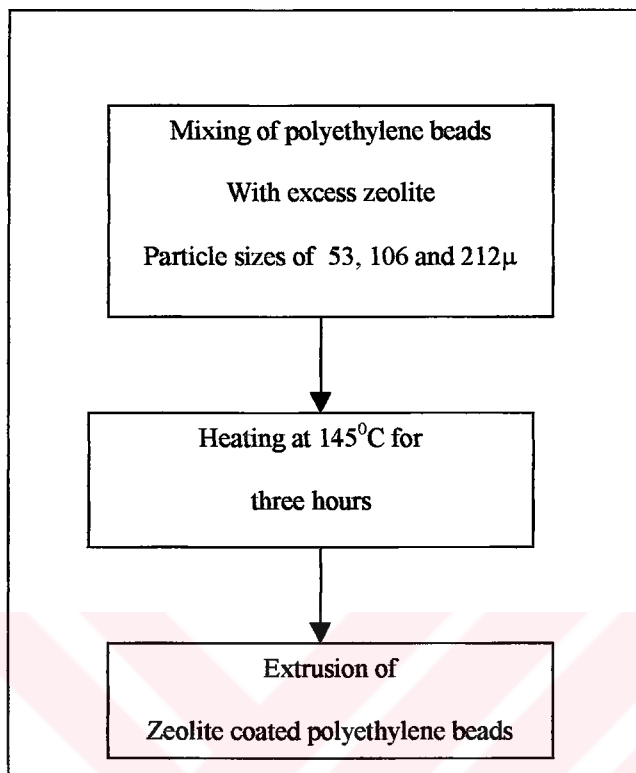 Mixing of polyethylene beads
With excess zeolite
Particle sizes of 53, 106 and 212μ
Heating at 145⁰C for
three hours
Extrusion of
Zeolite coated polyethylene beads